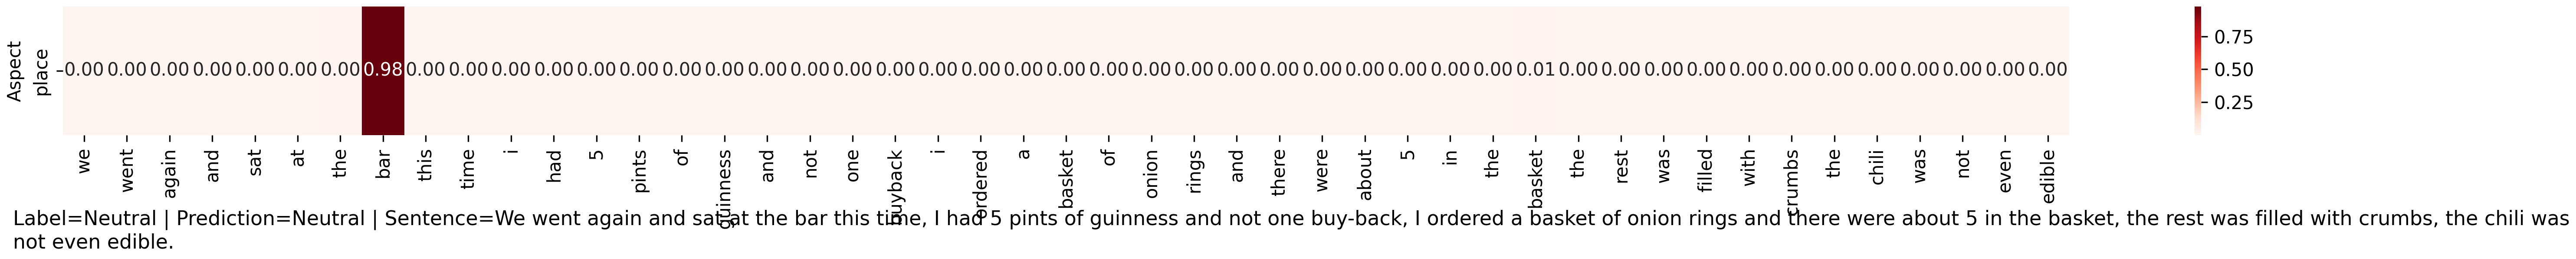 Aspect
place
0.00 0.00 0.00 0.00 0.00 0.00 0.00 0.98 0.00 0.00 0.00 0.00 0.00 0.00 0.00 0.00 0.00 0.00 0.00 0.00 0.00 0.00 0.00 0.00 0.00 0.00 0.00 0.00 0.00 0.00 0.00 0.00 0.00 0.00 0.01 0.00 0.00 0.00 0.00 0.00 0.00 0.00 0.00 0.00 0.00 0.00 0.00
we went again and sat at the bar this time i had 5 pints of guinness and not one buyback i ordered a basket of onion rings and there were about 5 in the basket the rest was filled with crumbs the chili was not even edible
0.75
0.50
0.25
Label=Neutral | Prediction=Neutral | Sentence=We went again and sat at the bar this time, I had 5 pints of guinness and not one buy-back, I ordered a basket of onion rings and there were about 5 in the basket, the rest was filled with crumbs, the chili was
not even edible.